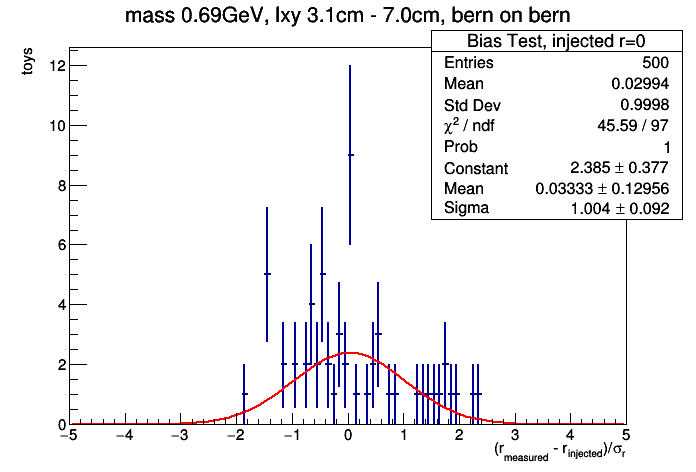 mass 0.69GeV, lxy 3.1cm - 7.0cm, bern on bern
Bias Test, injected r=0
Entries 500
Mean 0.02994
Std Dev 0.9998
χ² / ndf 45.59 / 97
Prob 1
Constant 2.385 ± 0.377
Mean 0.03333 ± 0.12956
Sigma 1.004 ± 0.092
toys
12
10
8
6
4
2
0
−5 −4 −3 −2 −1 0 1 2 3 4 5
(r_measured - r_injected)/σ_r